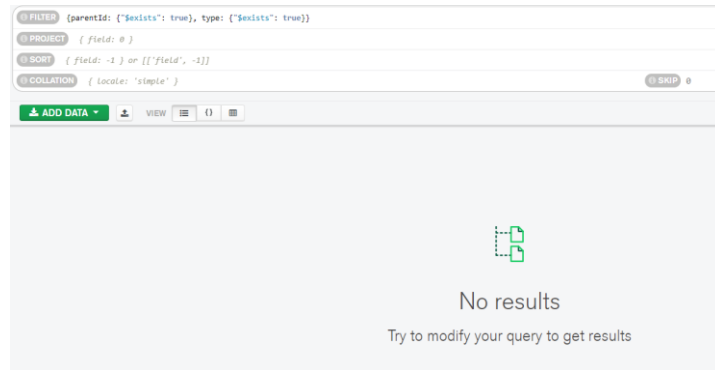 FILTER {parentId: {"$exists": true}, type: {"$exists": true}}
PROJECT { field: 0 }
SORT { field: -1 } or [['field', -1]]
COLLATION { locale: 'simple' } SKIP 0
ADD DATA VIEW {}
No results
Try to modify your query to get results